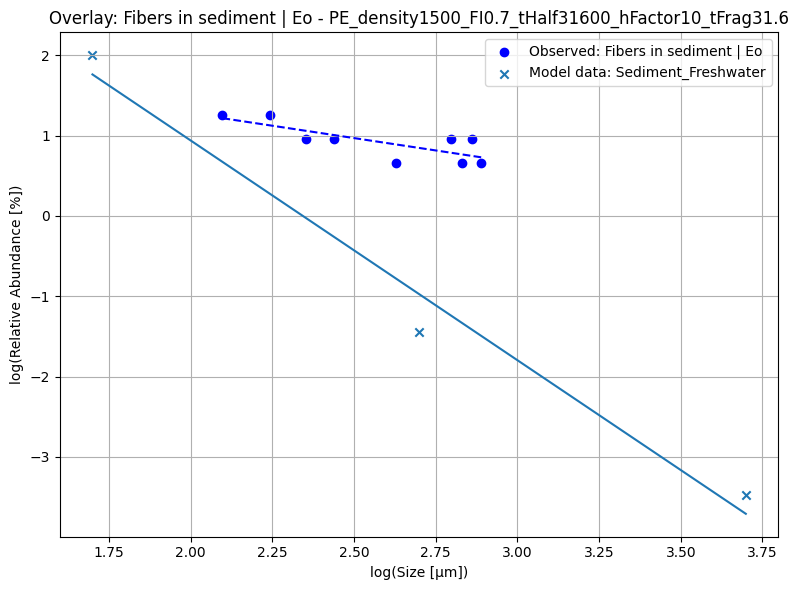 Overlay: Fibers in sediment | Eo - PE_density1500_FI0.7_tHalf31600_hFactor10_tFrag31.6
Observed: Fibers in sediment | Eo
Model data: Sediment_Freshwater
log(Relative Abundance [%])
2
1
0
−1
−2
−3
1.75 2.00 2.25 2.50 2.75 3.00 3.25 3.50 3.75
log(Size [μm])